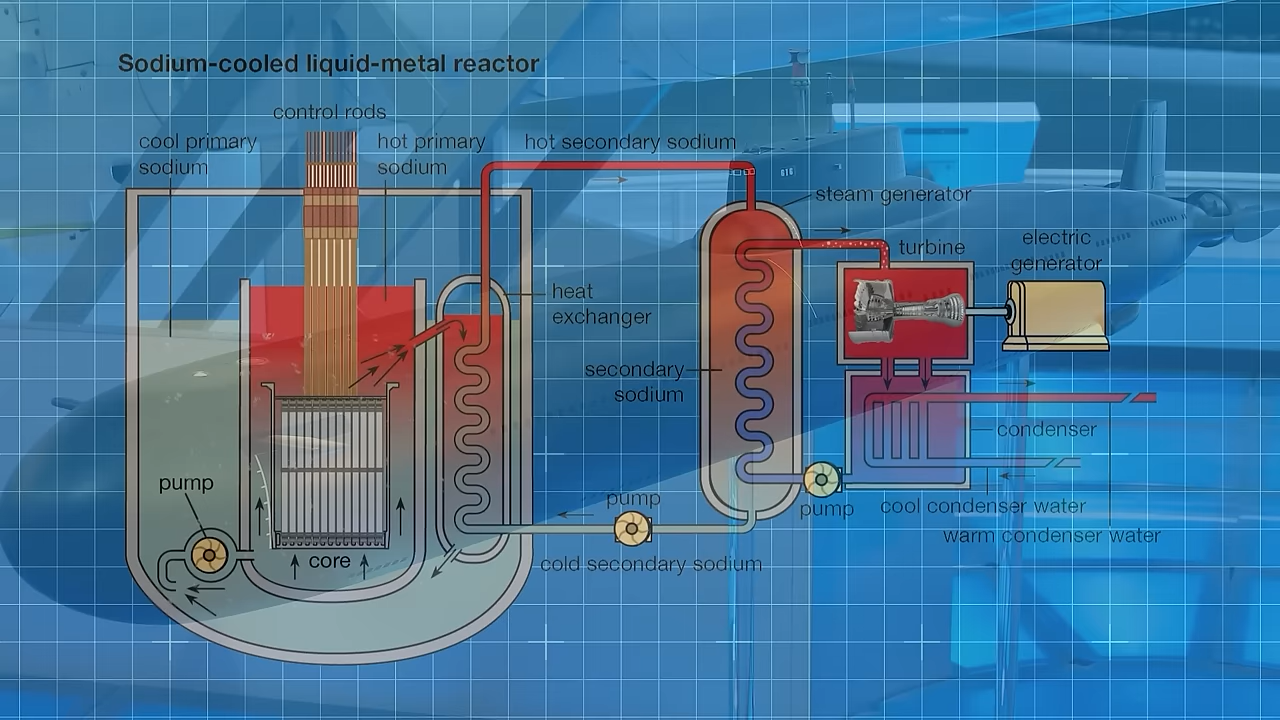 Sodium-cooled liquid-metal reactor
control rods
cool primary
sodium
hot primary
sodium
hot secondary sodium
steam generator
turbine
electric
generator
heat
exchanger
secondary
sodium
condenser
pump
pump
pump
cool condenser water
warm condenser water
core
cold secondary sodium